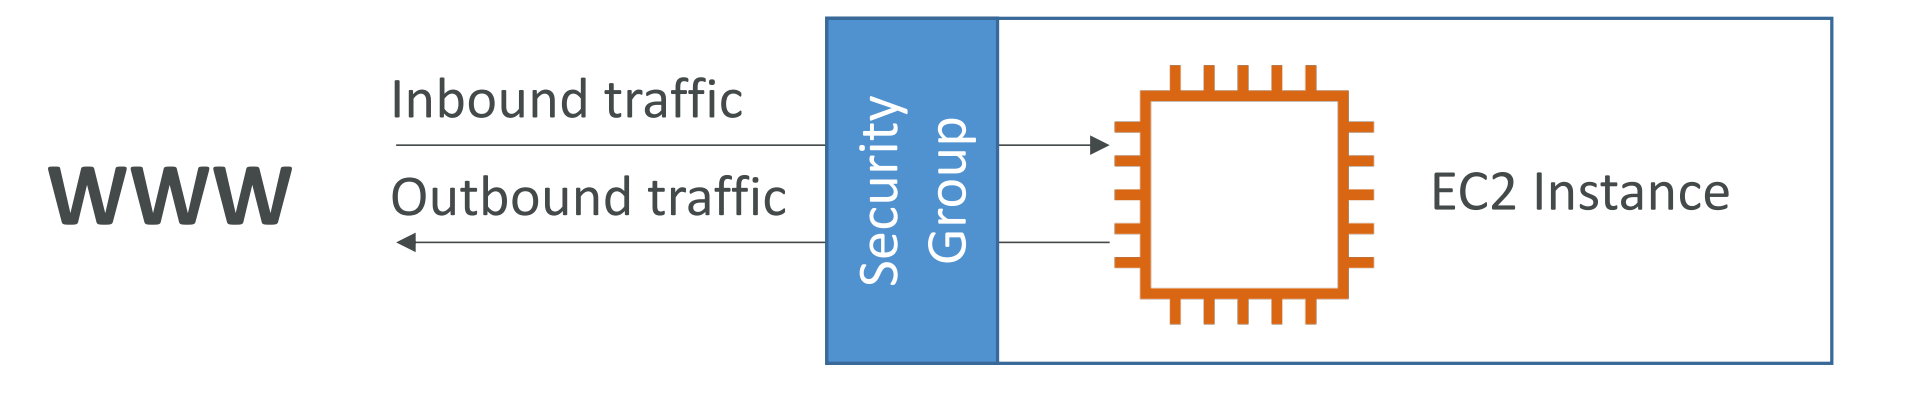 WWW
Inbound traffic
Outbound traffic
Security
Group
EC2 Instance